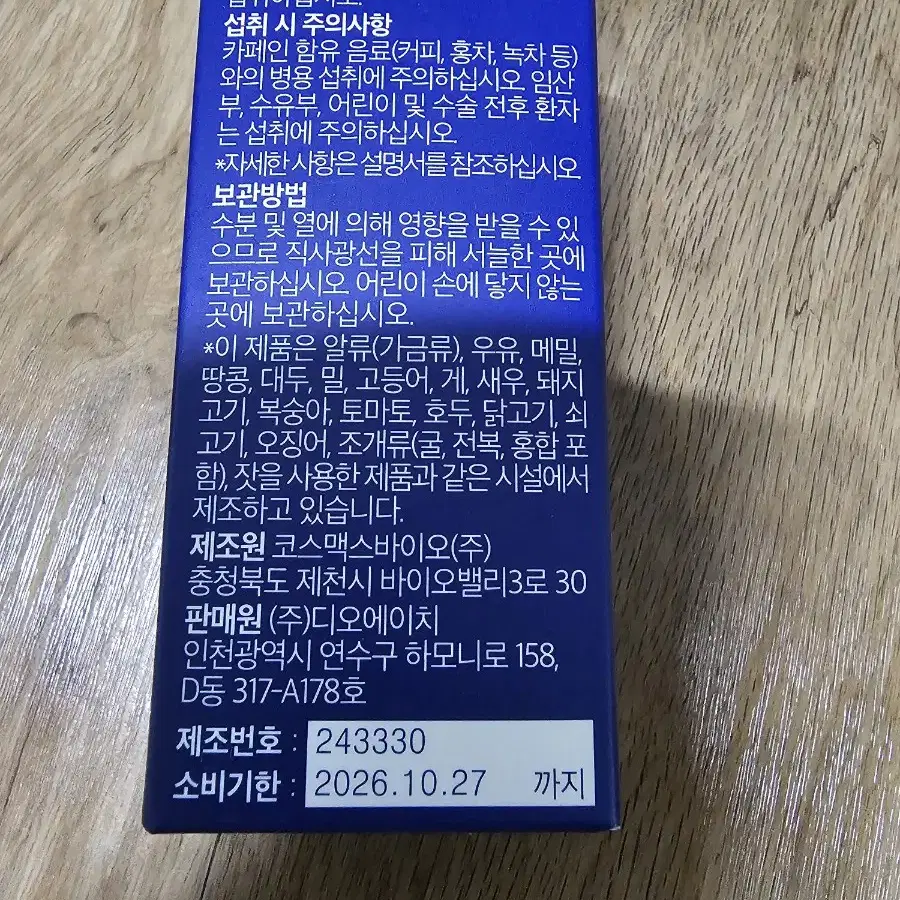 섭취하십시오.
섭취 시 주의사항
카페인 함유 음료(커피, 홍차, 녹차 등)
와의 병용 섭취에 주의하십시오. 임산
부, 수유부, 어린이 및 수술 전후 환자
는 섭취에 주의하십시오.
*자세한 사항은 설명서를 참조하십시오.
보관방법
수분 및 열에 의해 영향을 받을 수 있
으므로 직사광선을 피해 서늘한 곳에
보관하십시오. 어린이 손에 닿지 않는
곳에 보관하십시오.
*이 제품은 알류(가금류), 우유, 메밀,
땅콩, 대두, 밀, 고등어, 게, 새우, 돼지
고기, 복숭아, 토마토, 호두, 닭고기, 쇠
고기, 오징어, 조개류(굴, 전복, 홍합 포
함), 잣을 사용한 제품과 같은 시설에서
제조하고 있습니다.
제조원 코스맥스바이오(주)
충청북도 제천시 바이오밸리3로 30
판매원 (주)디오에이치
인천광역시 연수구 하모니로 158,
D동 317-A178호
제조번호 : 243330
소비기한 : 2026.10.27 까지